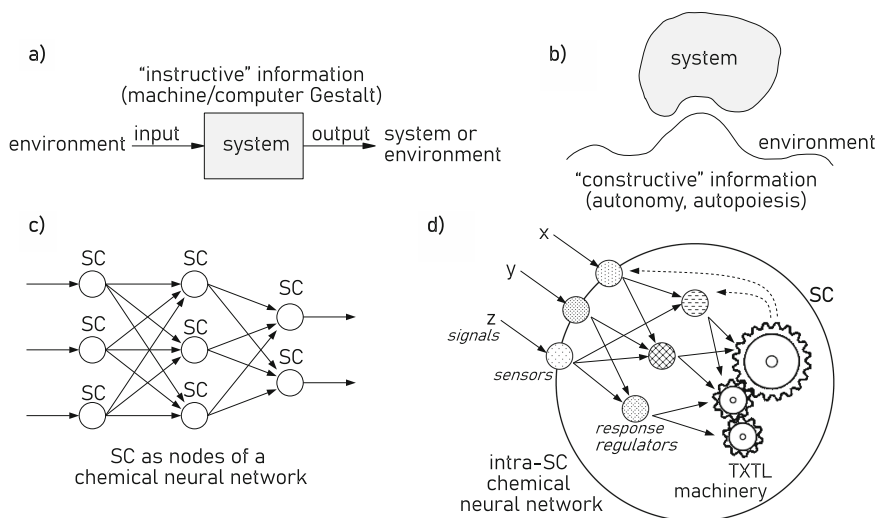 a)
“instructive” information
(machine/computer Gestalt)
environment
input
system
output
system or
environment
b)
system
environment
“constructive” information
(autonomy, autopoiesis)
c)
SC
SC
SC
SC
SC
SC
SC
SC
SC as nodes of a
chemical neural network
d)
x
y
z
signals
sensors
SC
response
regulators
intra-SC
chemical
neural network
TXTL
machinery